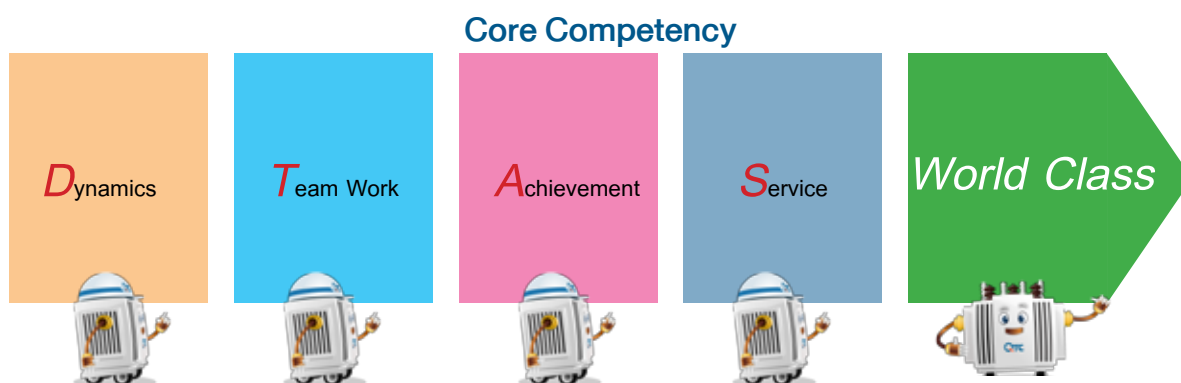 Core Competency
Dynamics
Team Work
Achievement
Service
World Class